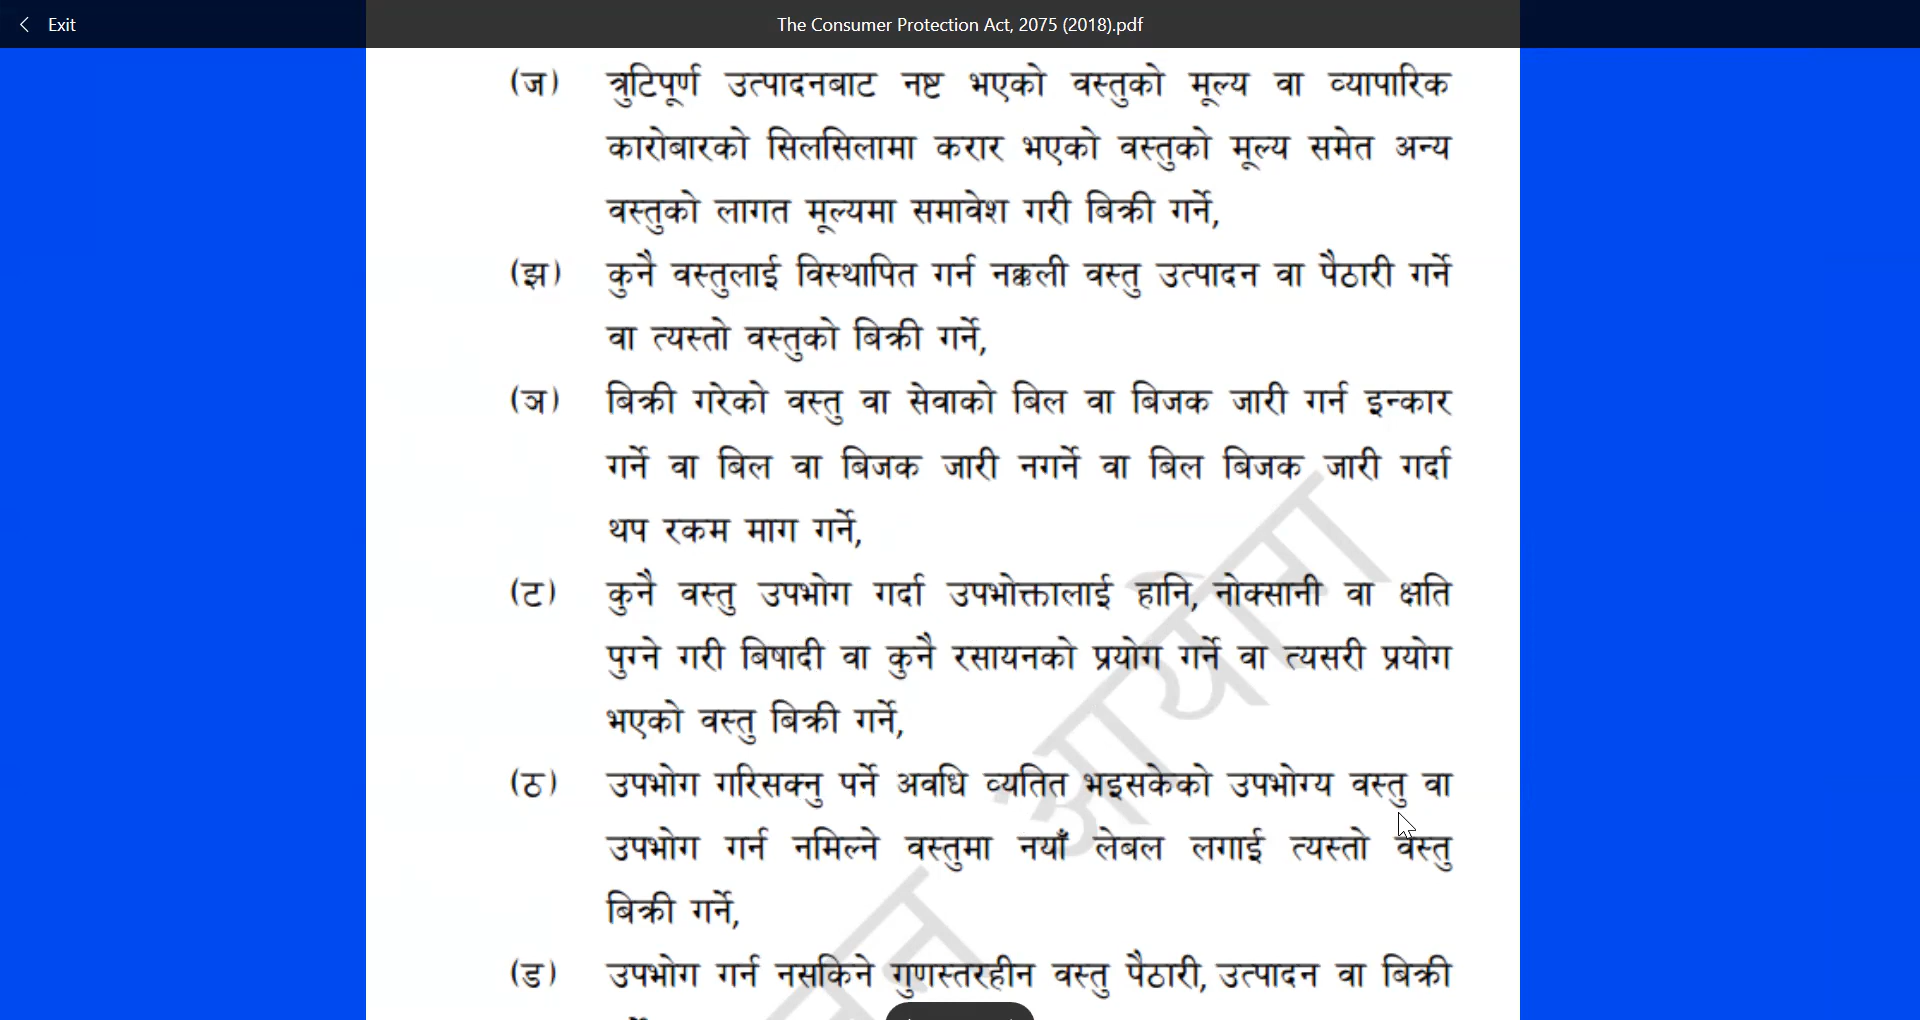 Exit
The Consumer Protection Act, 2075 (2018).pdf
(ज) त्रुटिपूर्ण उत्पादनबाट नष्ट भएको वस्तुको मूल्य वा व्यापारिक
कारोबारको सिलसिलामा करार भएको वस्तुको मूल्य समेत अन्य
वस्तुको लागत मूल्यमा समावेश गरी बिक्री गर्ने,
(झ) कुनै वस्तुलाई विस्थापित गर्न नक्कली वस्तु उत्पादन वा पैठारी गर्ने
वा त्यस्तो वस्तुको बिक्री गर्ने,
(ञ) बिक्री गरेको वस्तु वा सेवाको बिल वा बिजक जारी गर्न इन्कार
गर्ने वा बिल वा बिजक जारी नगर्ने वा बिल बिजक जारी गर्दा
थप रकम माग गर्ने,
(ट) कुनै वस्तु उपभोग गर्दा उपभोक्तालाई हानि, नोक्सानी वा क्षति
पुग्ने गरी बिषादी वा कुनै रसायनको प्रयोग गर्ने वा त्यसरी प्रयोग
भएको वस्तु बिक्री गर्ने,
(ठ) उपभोग गरिसक्नु पर्ने अवधि व्यतित भइसकेको उपभोग्य वस्तु वा
उपभोग गर्न नमिल्ने वस्तुमा नयाँ लेबल लगाई त्यस्तो वस्तु
बिक्री गर्ने,
(ड) उपभोग गर्न नसकिने गुणस्तरहीन वस्तु पैठारी, उत्पादन वा बिक्री
आयोग